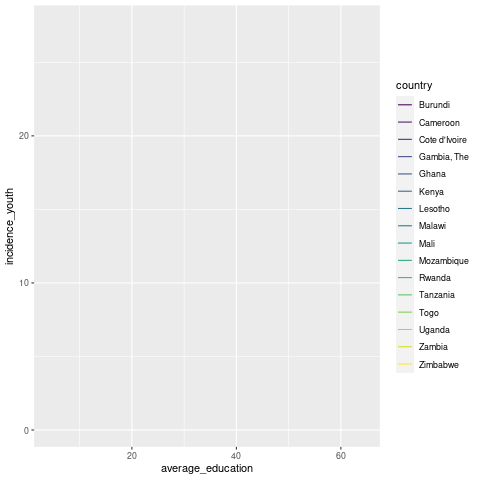 incidence_youth
20
10
0
20
40
60
average_education
country
Burundi
Cameroon
Cote d'Ivoire
Gambia, The
Ghana
Kenya
Lesotho
Malawi
Mali
Mozambique
Rwanda
Tanzania
Togo
Uganda
Zambia
Zimbabwe